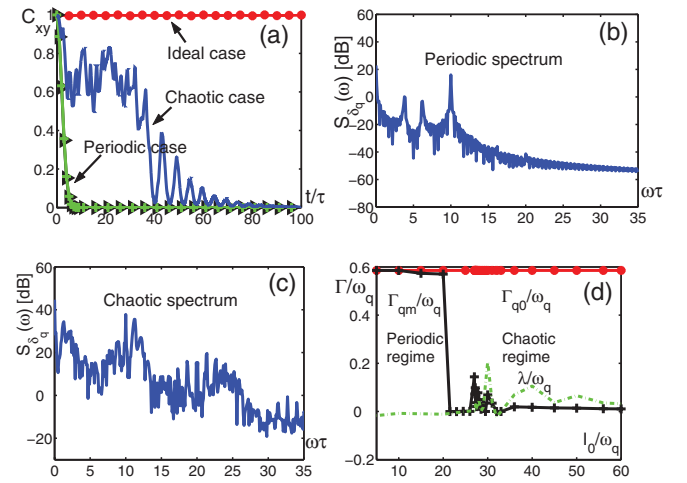 C_xy
1
0.8
0.6
0.4
0.2
0
0 20 40 60 80 100
t/τ
(a)
Ideal case
Chaotic case
Periodic case
S_δq(ω) [dB]
60
40
20
0
−20
−40
−60
−80
0 5 10 15 20 25 30 35
ωτ
(b)
Periodic spectrum
S_δq(ω) [dB]
60
40
20
0
−20
−30
0 5 10 15 20 25 30 35
ωτ
(c)
Chaotic spectrum
0.6
Γ/ω_q
0.2
0
−0.2
10 20 30 40 50 60
(d)
Γ_qm/ω_q
Γ_q0/ω_q
Periodic regime
Chaotic regime
λ/ω_q
I_0/ω_q